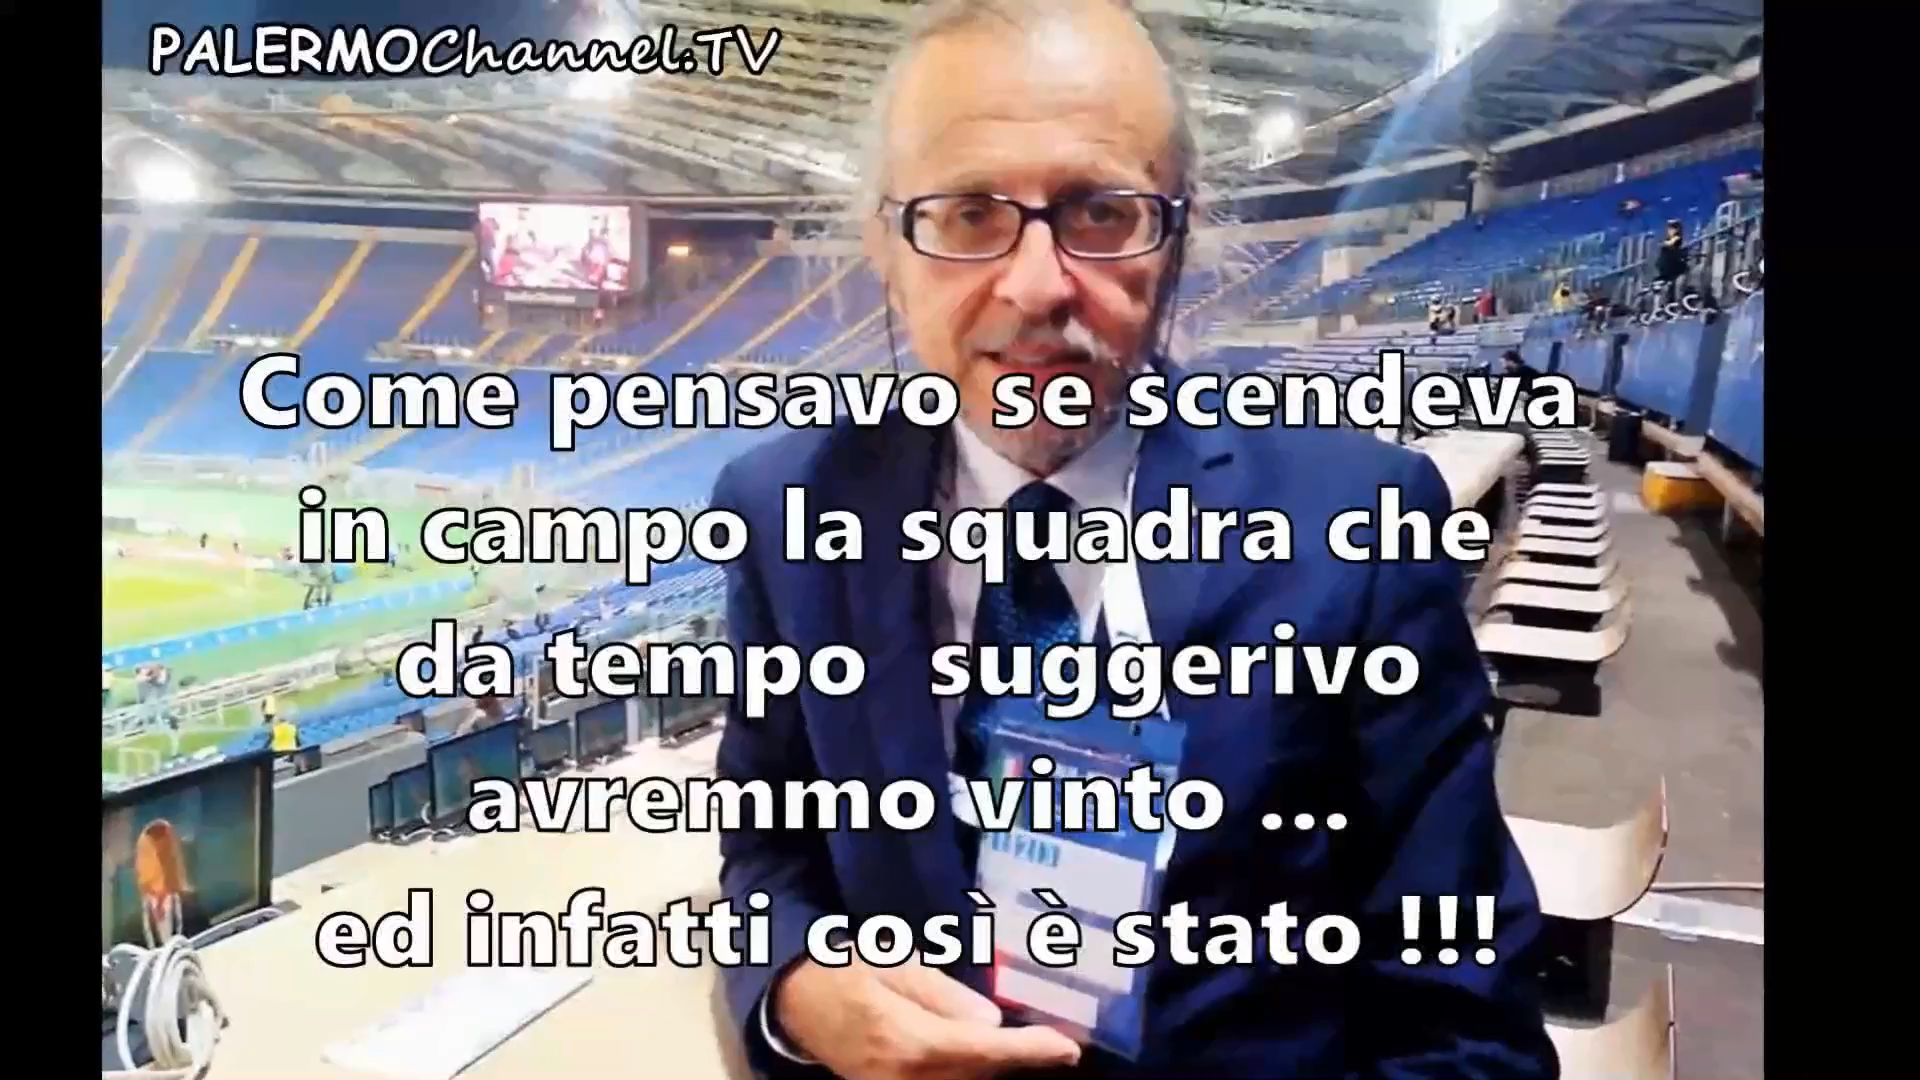 PALERMOChannel.TV
Come pensavo se scendeva
in campo la squadra che
da tempo suggerivo
avremmo vinto ...
ed infatti così è stato !!!